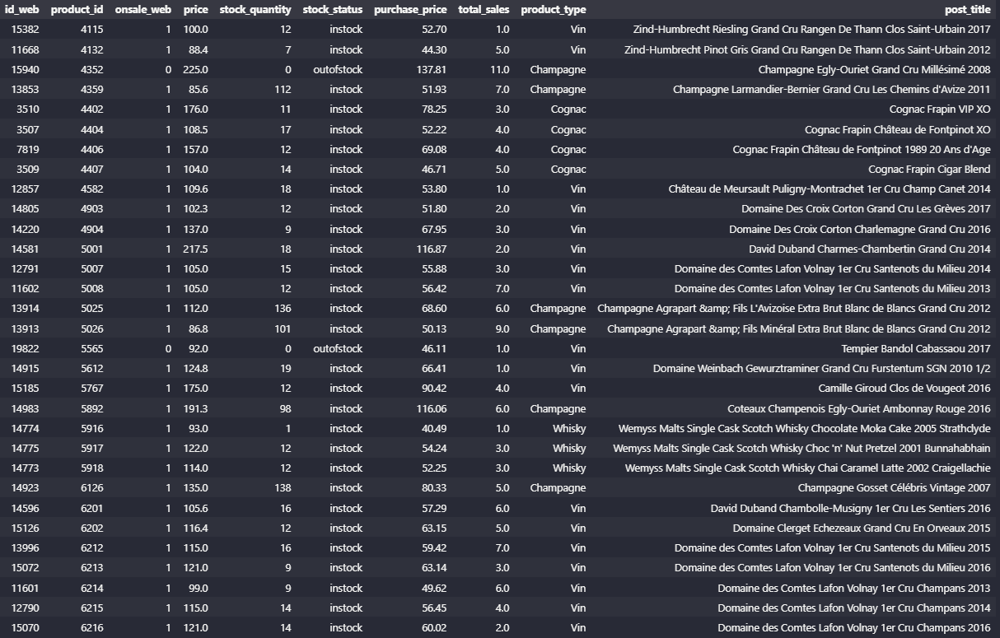 id_web product_id onsale_web price stock_quantity stock_status purchase_price total_sales product_type post_title
15382 4115 1 100.0 12 instock 52.70 1.0 Vin Zind-Humbrecht Riesling Grand Cru Rangen De Thann Clos Saint-Urbain 2017
11668 4132 1 88.4 7 instock 44.30 5.0 Vin Zind-Humbrecht Pinot Gris Grand Cru Rangen De Thann Clos Saint-Urbain 2012
15940 4352 0 225.0 0 outofstock 137.81 11.0 Champagne Champagne Egly-Ouriet Grand Cru Millésimé 2008
13853 4359 1 85.6 112 instock 51.93 7.0 Champagne Champagne Larmandier-Bernier Grand Cru Les Chemins d'Avize 2011
3510 4402 1 176.0 11 instock 78.25 3.0 Cognac Cognac Frapin VIP XO
3507 4404 1 108.5 17 instock 52.22 4.0 Cognac Cognac Frapin Château de Fontpinot XO
7819 4406 1 157.0 12 instock 69.08 4.0 Cognac Cognac Frapin Château de Fontpinot 1989 20 Ans d'Age
3509 4407 1 104.0 14 instock 46.71 5.0 Cognac Cognac Frapin Cigar Blend
12857 4582 1 109.6 18 instock 53.80 1.0 Vin Château de Meursault Puligny-Montrachet 1er Cru Champ Canet 2014
14805 4903 1 102.3 12 instock 51.80 2.0 Vin Domaine Des Croix Corton Grand Cru Les Grèves 2017
14220 4904 1 137.0 9 instock 67.95 3.0 Vin Domaine Des Croix Corton Charlemagne Grand Cru 2016
14581 5001 1 217.5 18 instock 116.87 2.0 Vin David Duband Charmes-Chambertin Grand Cru 2014
12791 5007 1 105.0 15 instock 55.88 3.0 Vin Domaine des Comtes Lafon Volnay 1er Cru Santenots du Milieu 2014
11602 5008 1 105.0 12 instock 56.42 7.0 Vin Domaine des Comtes Lafon Volnay 1er Cru Santenots du Milieu 2013
13914 5025 1 112.0 136 instock 68.60 6.0 Champagne Champagne Agrapart &amp; Fils L'Avizoise Extra Brut Blanc de Blancs Grand Cru 2012
13913 5026 1 86.8 101 instock 50.13 9.0 Champagne Champagne Agrapart &amp; Fils Minéral Extra Brut Blanc de Blancs Grand Cru 2012
19822 5565 0 92.0 0 outofstock 46.11 1.0 Vin Tempier Bandol Cabassaou 2017
14915 5612 1 124.8 19 instock 66.41 1.0 Vin Domaine Weinbach Gewurztraminer Grand Cru Furstentum SGN 2010 1/2
15185 5767 1 175.0 12 instock 90.42 4.0 Vin Camille Giroud Clos de Vougeot 2016
14983 5892 1 191.3 98 instock 116.06 6.0 Champagne Coteaux Champenois Egly-Ouriet Ambonnay Rouge 2016
14774 5916 1 93.0 1 instock 40.49 1.0 Whisky Wemyss Malts Single Cask Scotch Whisky Chocolate Moka Cake 2005 Strathclyde
14775 5917 1 122.0 12 instock 54.24 3.0 Whisky Wemyss Malts Single Cask Scotch Whisky Choc 'n' Nut Pretzel 2001 Bunnahabhain
14773 5918 1 114.0 12 instock 52.25 3.0 Whisky Wemyss Malts Single Cask Scotch Whisky Chai Caramel Latte 2002 Craigellachie
14923 6126 1 135.0 138 instock 80.33 5.0 Champagne Champagne Gosset Célébris Vintage 2007
14596 6201 1 105.6 16 instock 57.29 6.0 Vin David Duband Chambolle-Musigny 1er Cru Les Sentiers 2016
15126 6202 1 116.4 12 instock 63.15 5.0 Vin Domaine Clerget Echezeaux Grand Cru En Orveaux 2015
13996 6212 1 115.0 16 instock 59.42 7.0 Vin Domaine des Comtes Lafon Volnay 1er Cru Santenots du Milieu 2015
15072 6213 1 121.0 9 instock 63.14 3.0 Vin Domaine des Comtes Lafon Volnay 1er Cru Santenots du Milieu 2016
11601 6214 1 99.0 9 instock 49.62 6.0 Vin Domaine des Comtes Lafon Volnay 1er Cru Champans 2013
12790 6215 1 115.0 14 instock 56.45 4.0 Vin Domaine des Comtes Lafon Volnay 1er Cru Champans 2014
15070 6216 1 121.0 14 instock 60.02 2.0 Vin Domaine des Comtes Lafon Volnay 1er Cru Champans 2016